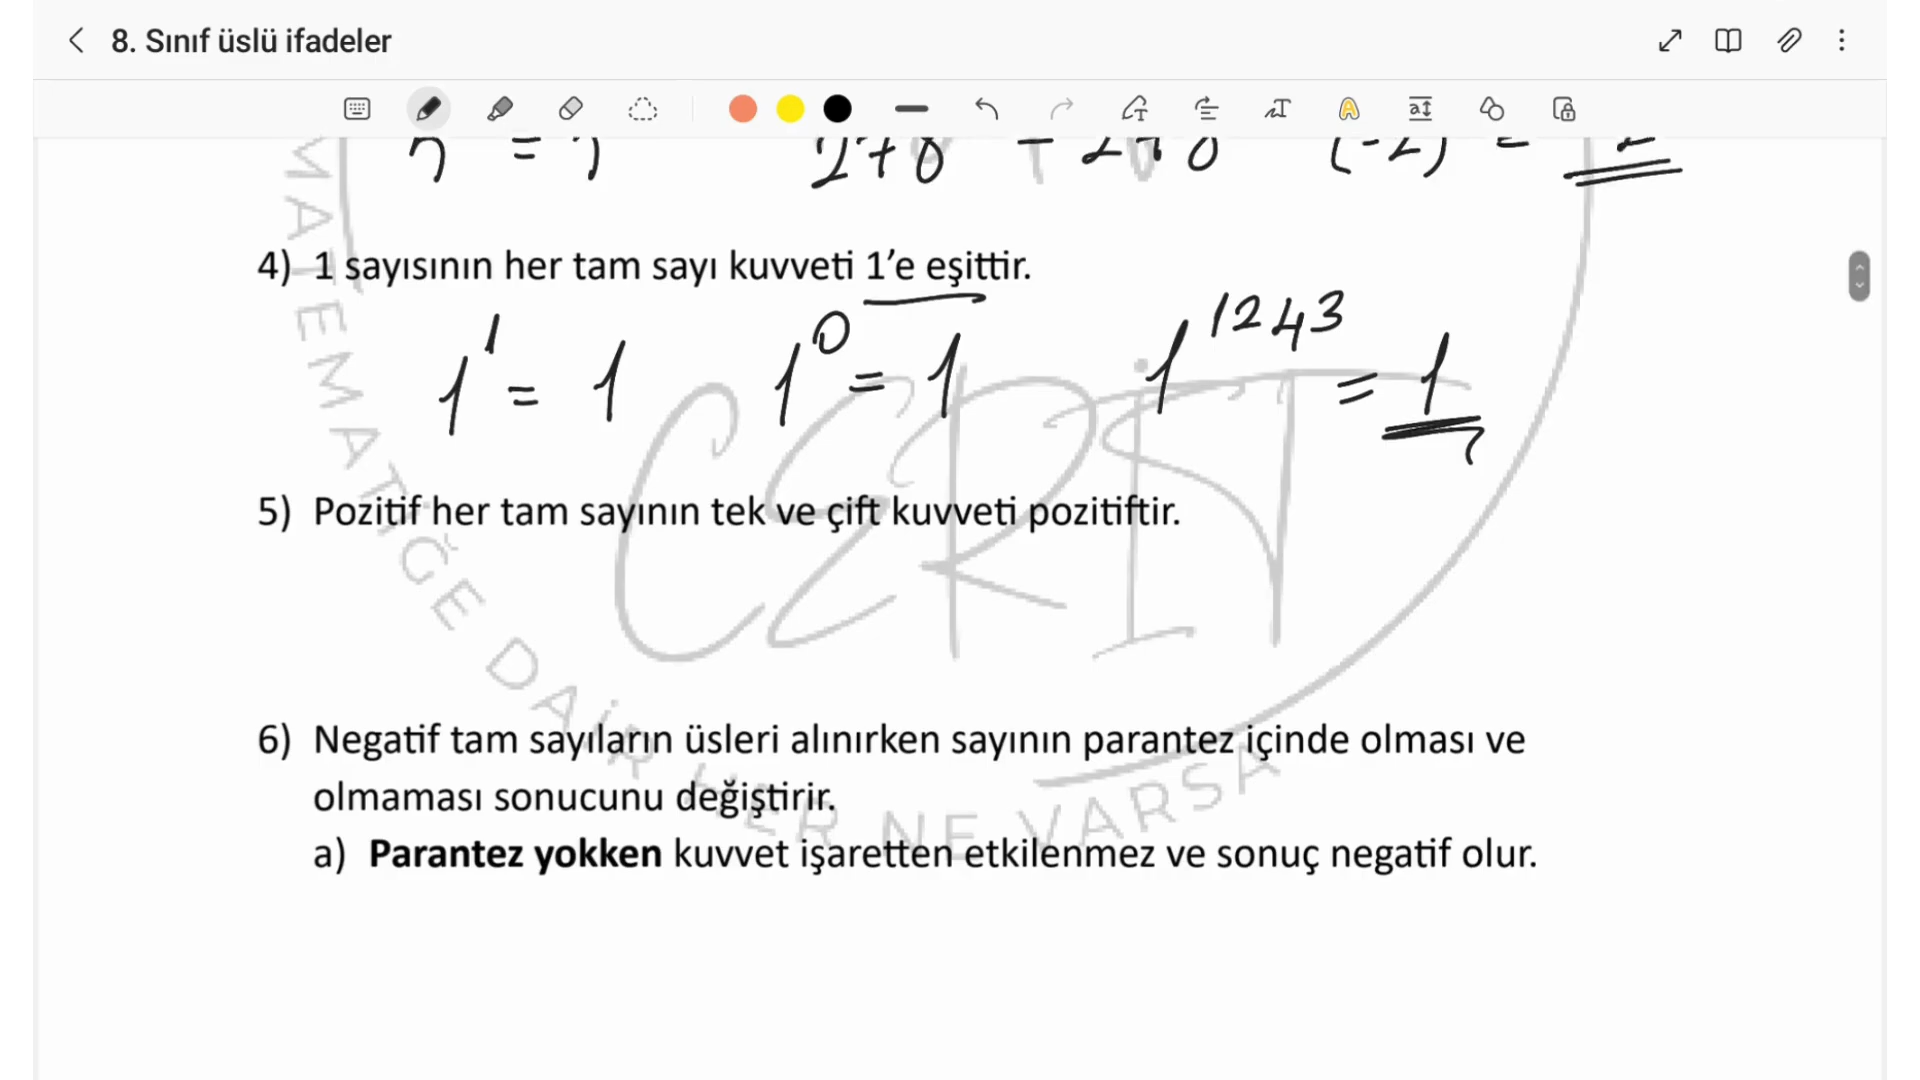 8. Sınıf üslü ifadeler
4) 1 sayısının her tam sayı kuvveti 1’e eşittir.
1¹ = 1 1⁰ = 1 1¹²⁴³ = 1
5) Pozitif her tam sayının tek ve çift kuvveti pozitiftir.
CERİT
6) Negatif tam sayıların üsleri alınırken sayının parantez içinde olması ve
olmaması sonucunu değiştirir.
a) Parantez yokken kuvvet işaretten etkilenmez ve sonuç negatif olur.
MATEMATİĞE DAİR HER NE VARSA